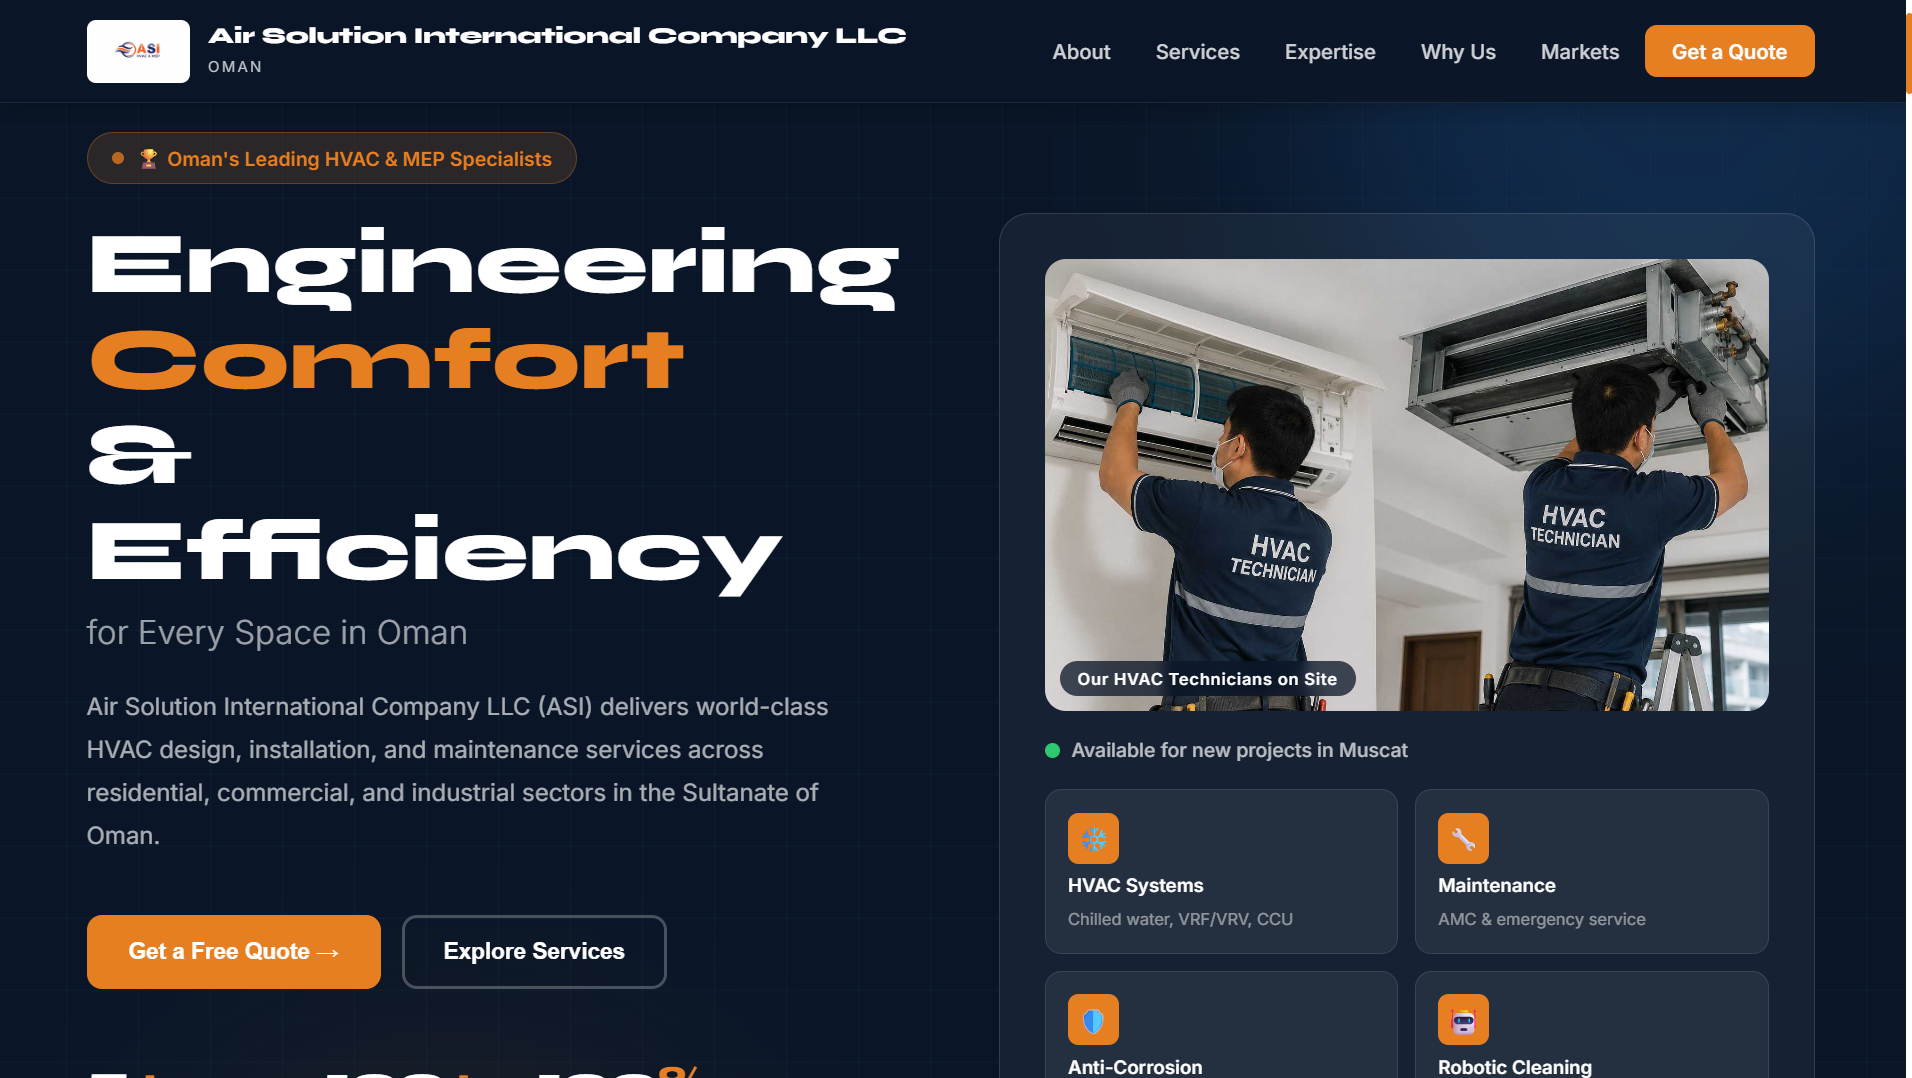 ASI
Air Solution International Company LLC
OMAN
About
Services
Expertise
Why Us
Markets
Get a Quote
🏆 Oman's Leading HVAC & MEP Specialists
Engineering
Comfort
&
Efficiency
for Every Space in Oman
Air Solution International Company LLC (ASI) delivers world-class
HVAC design, installation, and maintenance services across
residential, commercial, and industrial sectors in the Sultanate of
Oman.
Get a Free Quote →
Explore Services
HVAC
TECHNICIAN
HVAC
TECHNICIAN
Our HVAC Technicians on Site
Available for new projects in Muscat
HVAC Systems
Chilled water, VRF/VRV, CCU
Maintenance
AMC & emergency service
Anti-Corrosion
Robotic Cleaning